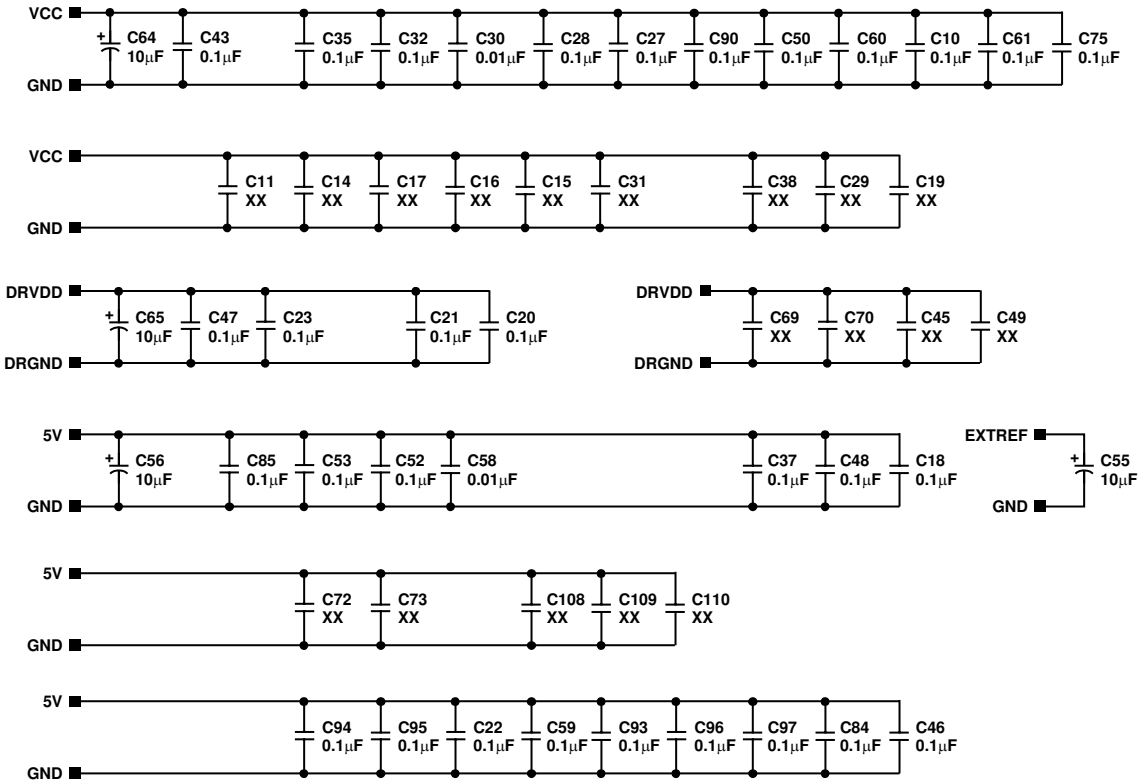 VCC
+ C64 C43 C35 C32 C30 C28 C27 C90 C50 C60 C10 C61 C75
10μF 0.1μF 0.1μF 0.1μF 0.01μF 0.1μF 0.1μF 0.1μF 0.1μF 0.1μF 0.1μF 0.1μF 0.1μF
GND
VCC
C11 C14 C17 C16 C15 C31 C38 C29 C19
XX XX XX XX XX XX XX XX XX
GND
DRVDD DRVDD
+ C65 C47 C23 C21 C20 C69 C70 C45 C49
10μF 0.1μF 0.1μF 0.1μF 0.1μF XX XX XX XX
DRGND DRGND
5V EXTREF
+ C56 C85 C53 C52 C58 C37 C48 C18 + C55
10μF 0.1μF 0.1μF 0.1μF 0.01μF 0.1μF 0.1μF 0.1μF 10μF
GND GND
5V
C72 C73 C108 C109 C110
XX XX XX XX XX
GND
5V
C94 C95 C22 C59 C93 C96 C97 C84 C46
0.1μF 0.1μF 0.1μF 0.1μF 0.1μF 0.1μF 0.1μF 0.1μF 0.1μF
GND